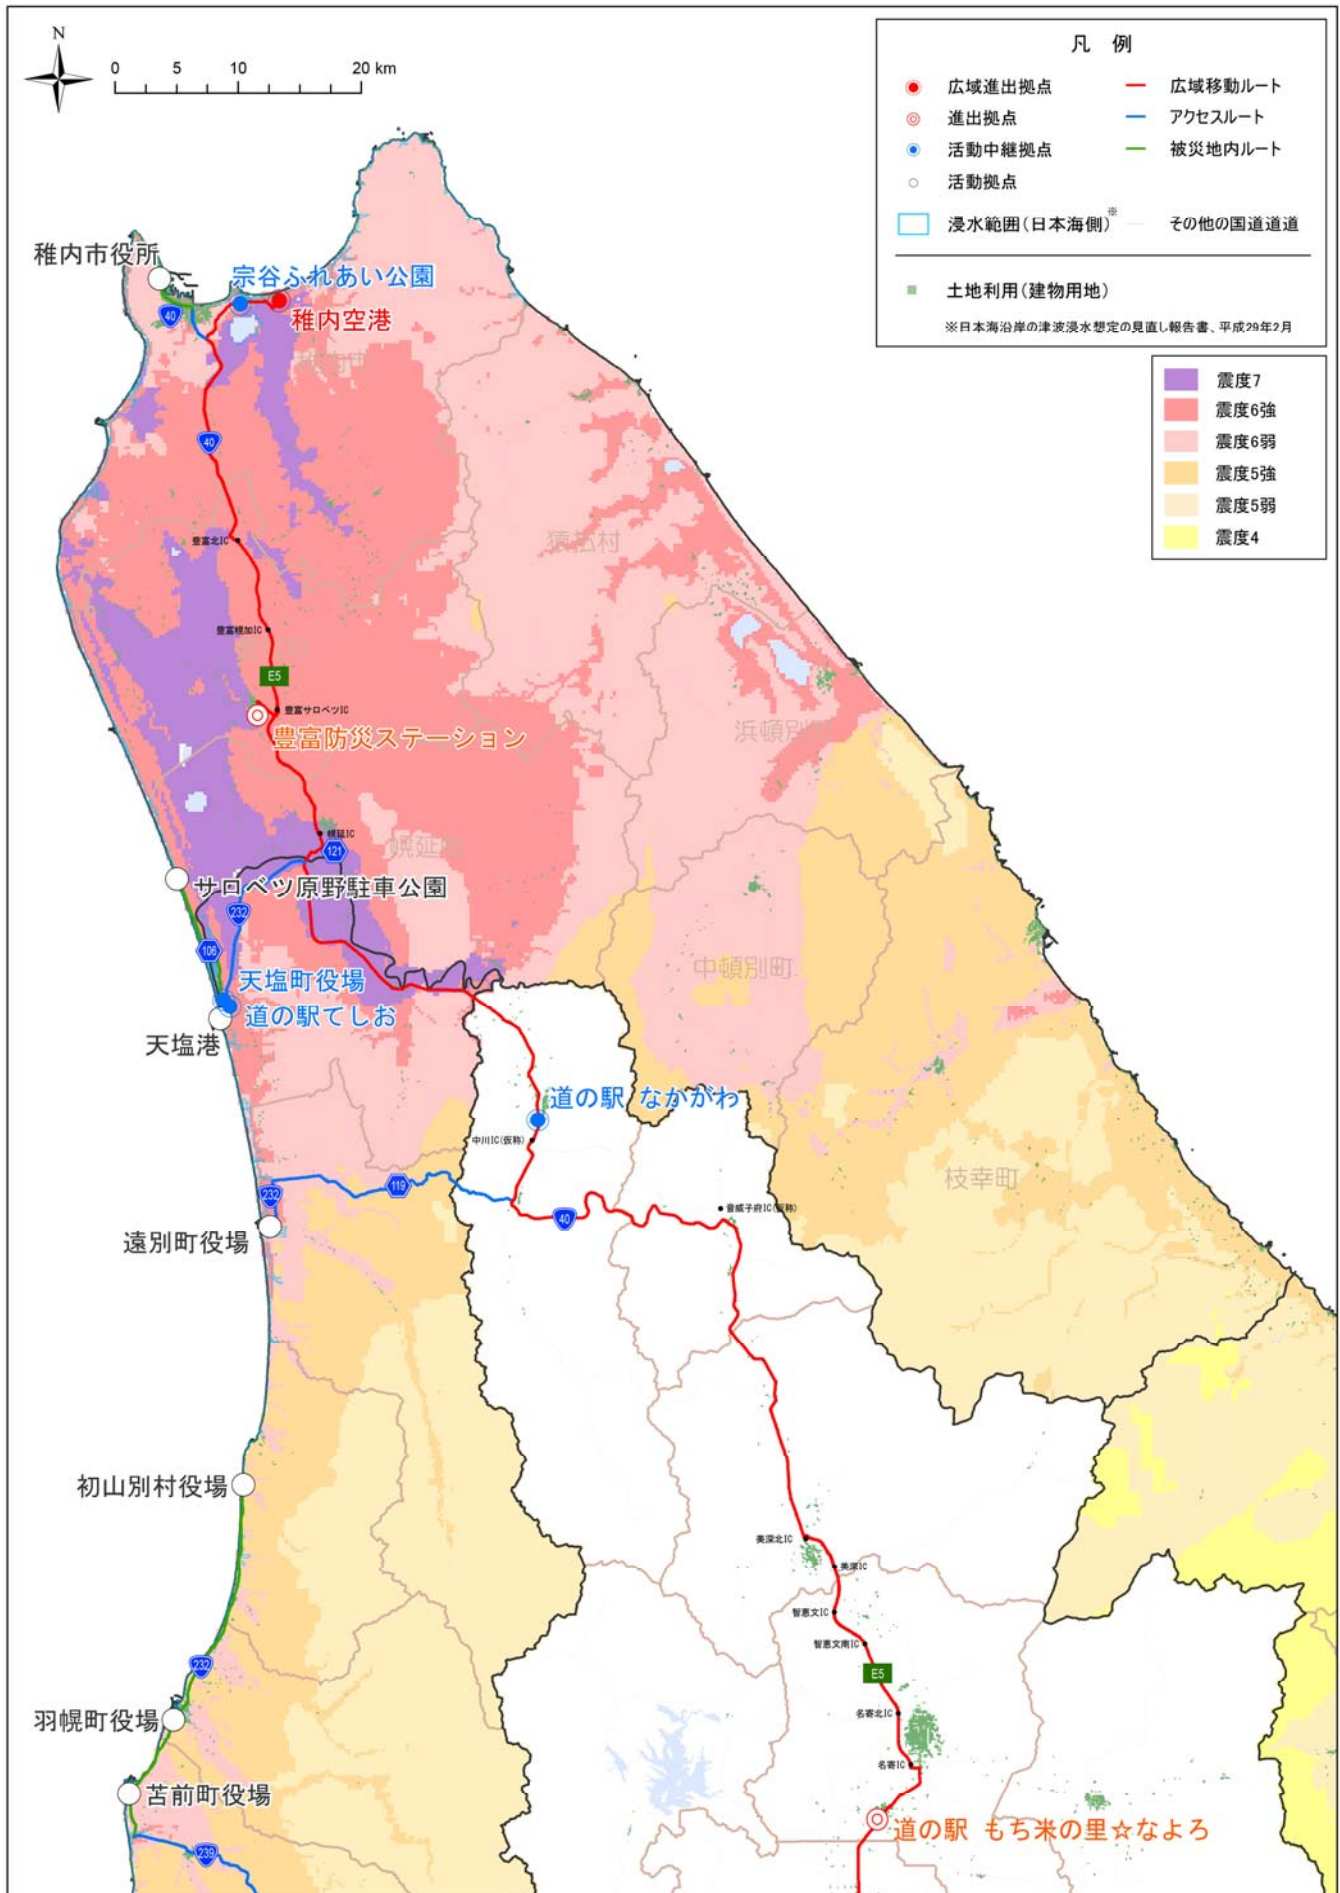 N
0 5 10 20 km
凡 例
広域進出拠点
広域移動ルート
進出拠点
アクセスルート
活動中継拠点
被災地内ルート
活動拠点
浸水範囲(日本海側)※
その他の国道道道
土地利用(建物用地)
※日本海沿岸の津波浸水想定の見直し報告書、平成29年2月
震度7
震度6強
震度6弱
震度5強
震度5弱
震度4
稚内市役所
宗谷ふれあい公園
40
稚内空港
40
豊富北IC
猿払村
豊富幌加IC
E5
豊富サロベツIC
豊富防災ステーション
浜頓別
幌延IC
121
幌延
サロベツ原野駐車公園
232
106
中頓別町
天塩町役場
道の駅てしお
天塩港
道の駅 なかがわ
中川IC(仮称)
枝幸町
119
232
音威子府IC(仮称)
40
遠別町役場
初山別村役場
美深北IC
美深IC
智恵文IC
智恵文南IC
232
E5
羽幌町役場
名寄北IC
名寄IC
苫前町役場
道の駅 もち米の里☆なよろ
239